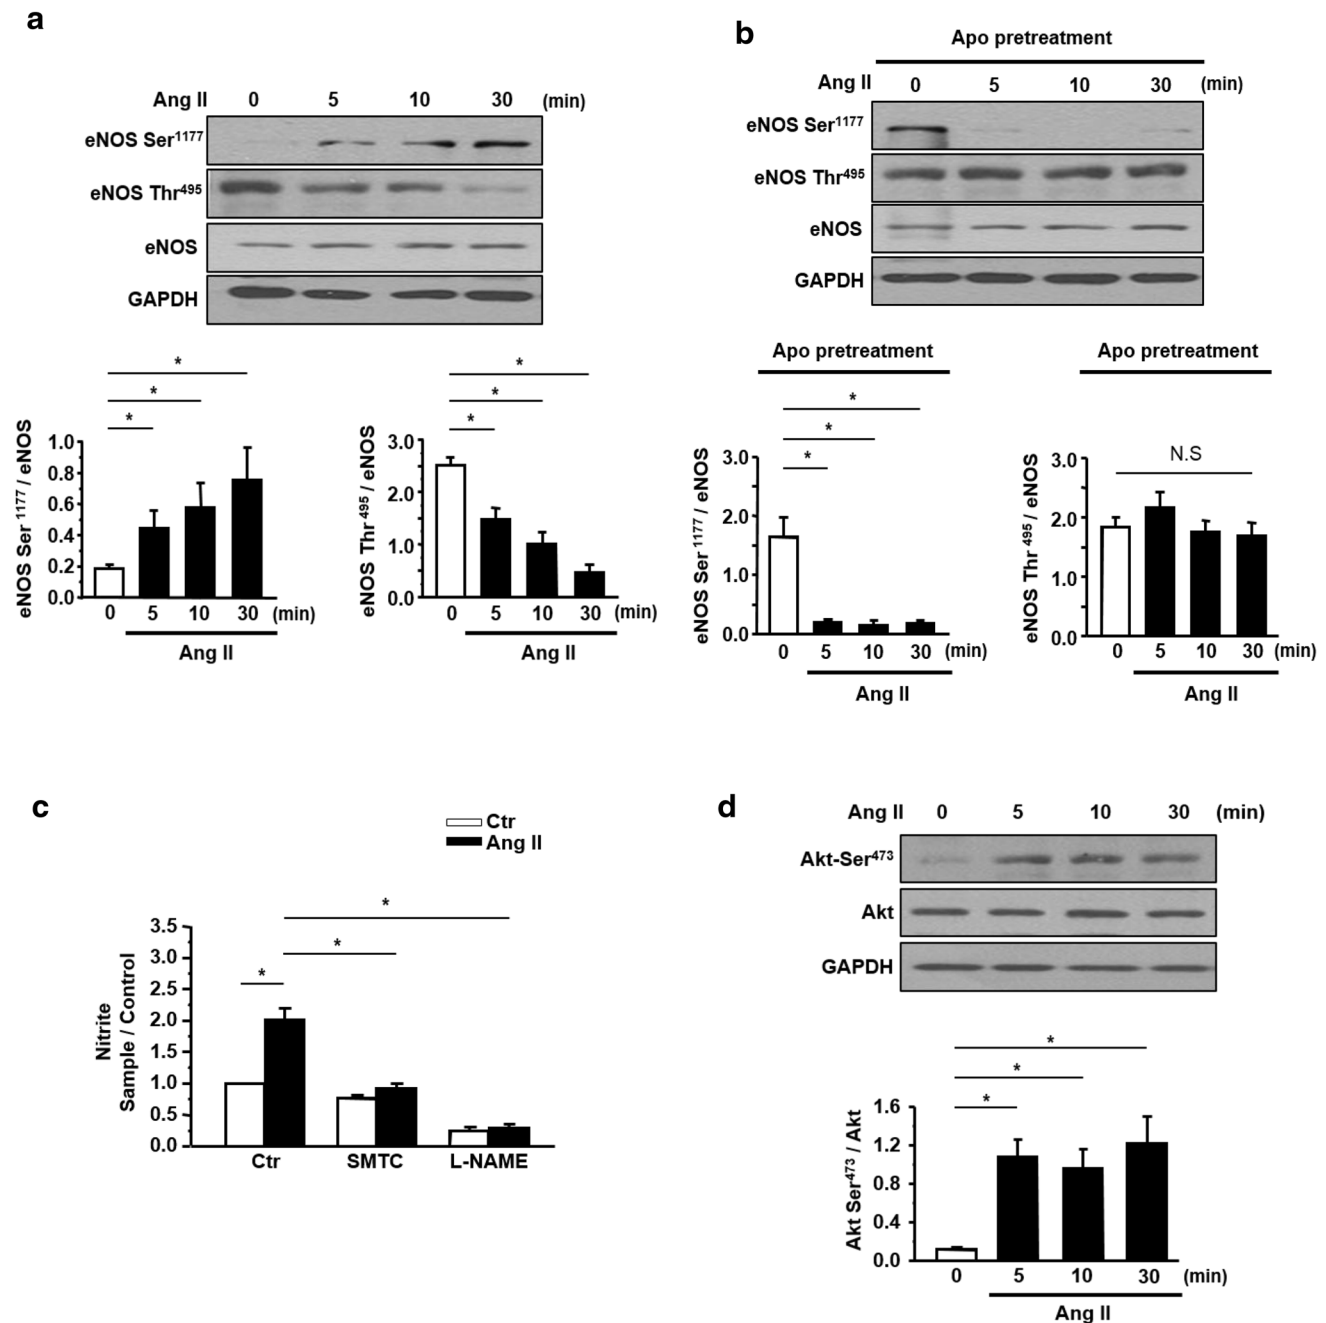 a
Ang II 0 5 10 30 (min)
eNOS Ser1177
eNOS Thr495
eNOS
GAPDH
*
*
*
eNOS Ser 1177 / eNOS
1.0
0.8
0.6
0.4
0.2
0.0
0 5 10 30 (min)
Ang II
*
*
*
eNOS Thr 495 / eNOS
3.0
2.0
1.0
0.0
0 5 10 30 (min)
Ang II
b
Apo pretreatment
Ang II 0 5 10 30 (min)
eNOS Ser1177
eNOS Thr495
eNOS
GAPDH
Apo pretreatment
*
*
*
eNOS Ser 1177 / eNOS
3.0
2.0
1.0
0.0
0 5 10 30 (min)
Ang II
Apo pretreatment
N.S
eNOS Thr 495 / eNOS
3.0
2.0
1.0
0.0
0 5 10 30 (min)
Ang II
c
Ctr
Ang II
*
*
*
Nitrite
Sample / Control
3.5
3.0
2.5
2.0
1.5
1.0
0.5
0.0
Ctr SMTC L-NAME
d
Ang II 0 5 10 30 (min)
Akt-Ser473
Akt
GAPDH
*
*
*
Akt Ser473 / Akt
1.6
1.2
0.8
0.4
0.0
0 5 10 30 (min)
Ang II